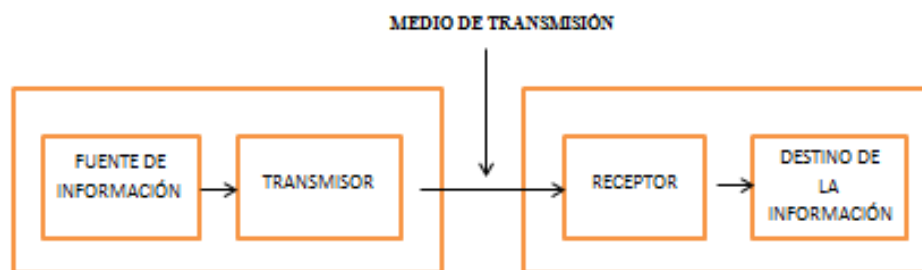 MEDIO DE TRANSMISIÓN
FUENTE DE
INFORMACIÓN
TRANSMISOR
RECEPTOR
DESTINO DE
LA
INFORMACIÓN